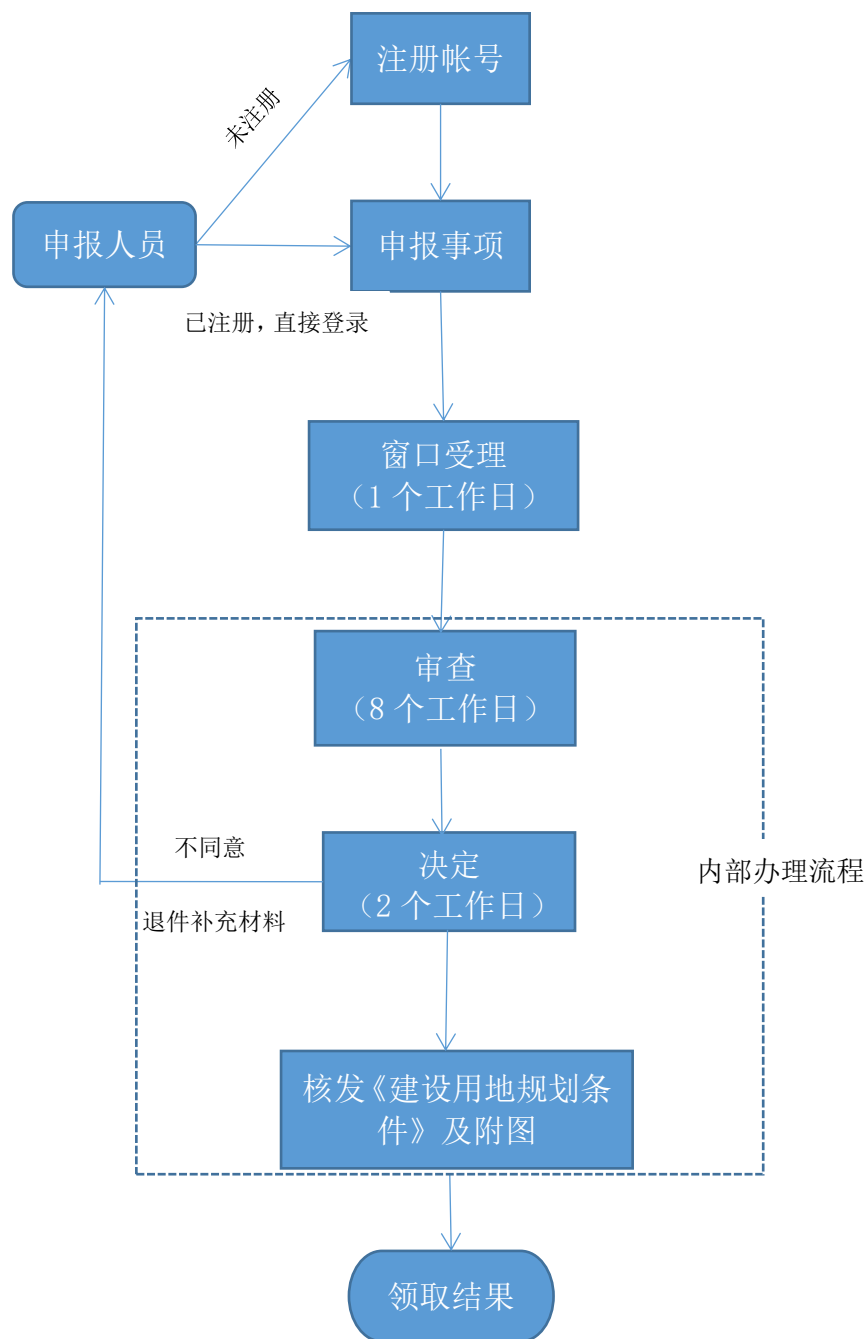 注册帐号
未注册
申报人员
申报事项
已注册，直接登录
窗口受理
（1 个工作日）
审查
（8 个工作日）
不同意
决定
（2 个工作日）
内部办理流程
退件补充材料
核发《建设用地规划条
件》及附图
领取结果